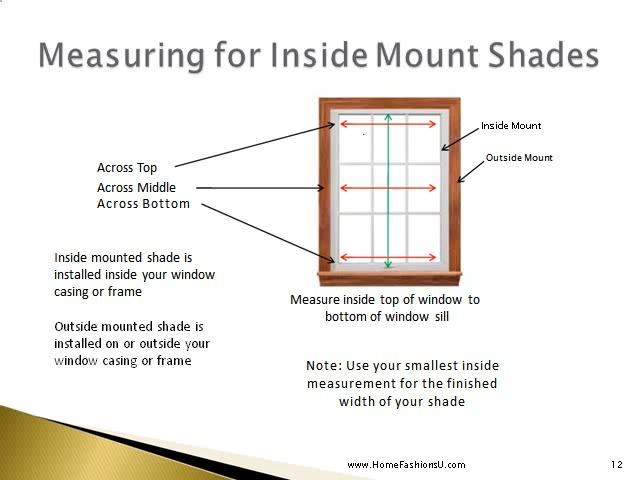 Measuring for Inside Mount Shades
Inside Mount
Outside Mount
Across Top
Across Middle
Across Bottom
Inside mounted shade is
installed inside your window
casing or frame
Outside mounted shade is
installed on or outside your
window casing or frame
Measure inside top of window to
bottom of window sill
Note: Use your smallest inside
measurement for the finished
width of your shade
www.HomeFashionsU.com
12